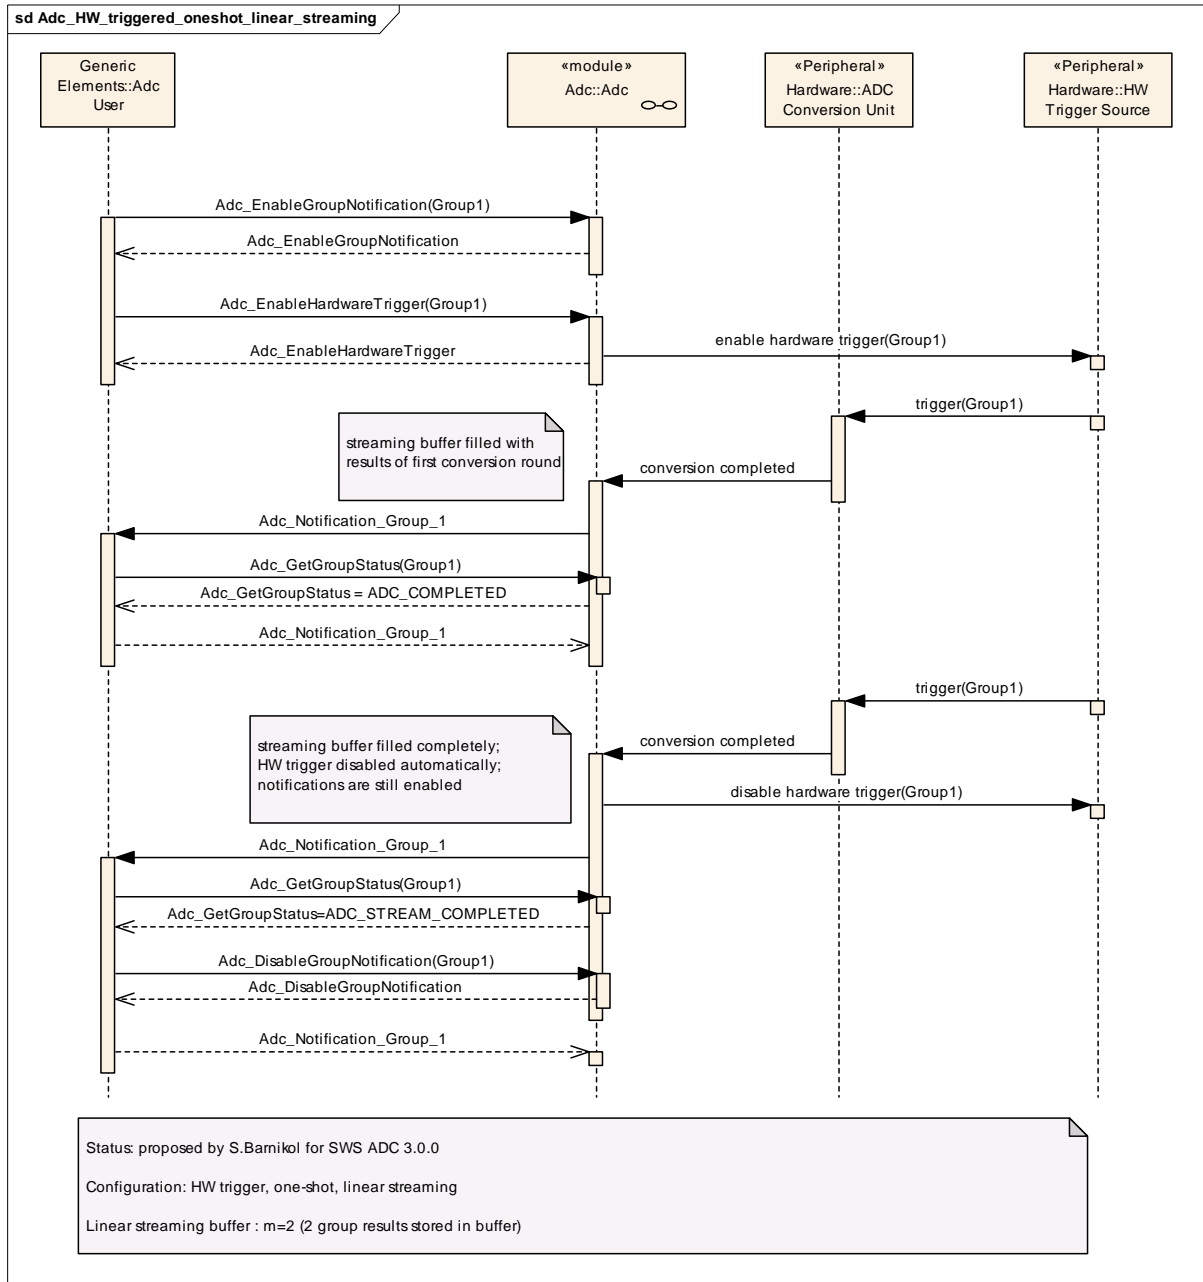 sd Adc_HW_triggered_oneshot_linear_streaming
Generic
Elements::Adc
User
«module»
Adc::Adc
«Peripheral»
Hardware::ADC
Conversion Unit
«Peripheral»
Hardware::HW
Trigger Source
Adc_EnableGroupNotification(Group1)
Adc_EnableGroupNotification
Adc_EnableHardwareTrigger(Group1)
enable hardware trigger(Group1)
Adc_EnableHardwareTrigger
trigger(Group1)
streaming buffer filled with
results of first conversion round
conversion completed
Adc_Notification_Group_1
Adc_GetGroupStatus(Group1)
Adc_GetGroupStatus = ADC_COMPLETED
Adc_Notification_Group_1
trigger(Group1)
streaming buffer filled completely;
HW trigger disabled automatically;
notifications are still enabled
conversion completed
disable hardware trigger(Group1)
Adc_Notification_Group_1
Adc_GetGroupStatus(Group1)
Adc_GetGroupStatus=ADC_STREAM_COMPLETED
Adc_DisableGroupNotification(Group1)
Adc_DisableGroupNotification
Adc_Notification_Group_1
Status: proposed by S.Barnikol for SWS ADC 3.0.0
Configuration: HW trigger, one-shot, linear streaming
Linear streaming buffer : m=2 (2 group results stored in buffer)